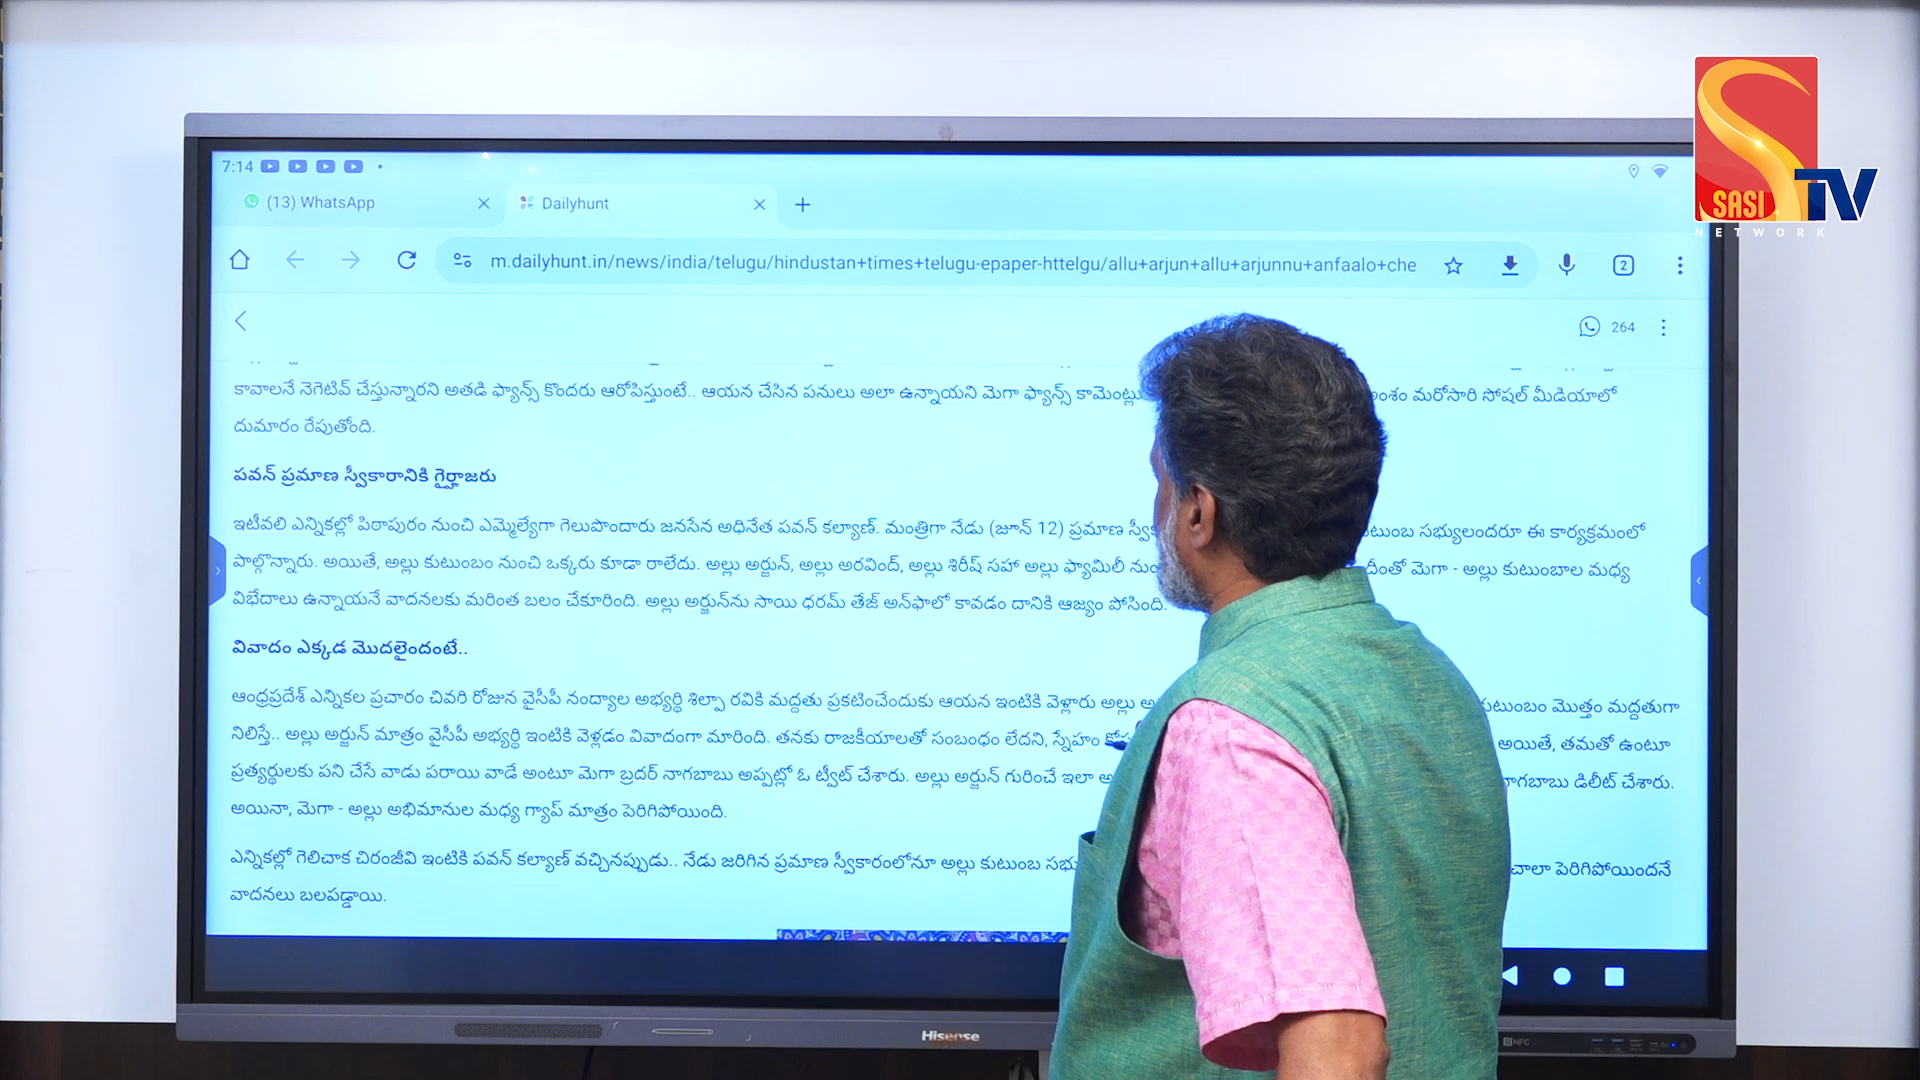 SASI TV
NETWORK
7:14
(13) WhatsApp
Dailyhunt
m.dailyhunt.in/news/india/telugu/hindustan+times+telugu-epaper-httelgu/allu+arjun+allu+arjunnu+anfaalo+che
2
264
కావాలనే నెగెటివ్ చేస్తున్నారని అతడి ఫ్యాన్స్ కొందరు ఆరోపిస్తుంటే.. ఆయన చేసిన పనులు అలా ఉన్నాయని మెగా ఫ్యాన్స్ కామెంట్లు మరోసారి సోషల్ మీడియాలో
దుమారం రేపుతోంది.
పవన్ ప్రమాణ స్వీకారానికి గైర్హాజరు
ఇటీవలి ఎన్నికల్లో పిఠాపురం నుంచి ఎమ్మెల్యేగా గెలుపొందారు జనసేన అధినేత పవన్ కల్యాణ్. మంత్రిగా నేడు (జూన్ 12) ప్రమాణ సభ్యులందరూ ఈ కార్యక్రమంలో
పాల్గొన్నారు. అయితే, అల్లు కుటుంబం నుంచి ఒక్కరు కూడా రాలేదు. అల్లు అర్జున్, అల్లు అరవింద్, అల్లు శిరీష్ సహా అల్లు ఫ్యామిలీ దీంతో మెగా - అల్లు కుటుంబాల మధ్య
విభేదాలు ఉన్నాయనే వాదనలకు మరింత బలం చేకూరింది. అల్లు అర్జున్‌ను సాయి ధరమ్ తేజ్ అన్‌ఫాలో కావడం దానికి ఆజ్యం పోసింది.
వివాదం ఎక్కడ మొదలైందంటే..
ఆంధ్రప్రదేశ్ ఎన్నికల ప్రచారం చివరి రోజున వైసీపీ నంద్యాల అభ్యర్థి శిల్పా రవికి మద్దతు ప్రకటించేందుకు ఆయన ఇంటికి వెళ్లారు అల్లు మొత్తం మద్దతుగా
నిలిస్తే.. అల్లు అర్జున్ మాత్రం వైసీపీ అభ్యర్థి ఇంటికి వెళ్లడం వివాదంగా మారింది. తనకు రాజకీయాలతో సంబంధం లేదని, స్నేహం అయితే, తమతో ఉంటూ
ప్రత్యర్థులకు పని చేసే వాడు పరాయి వాడే అంటూ మెగా బ్రదర్ నాగబాబు అప్పట్లో ఓ ట్వీట్ చేశారు. అల్లు అర్జున్ గురించే ఇలా డిలీట్ చేశారు.
అయినా, మెగా - అల్లు అభిమానుల మధ్య గ్యాప్ మాత్రం పెరిగిపోయింది.
ఎన్నికల్లో గెలిచాక చిరంజీవి ఇంటికి పవన్ కల్యాణ్ వచ్చినప్పుడు.. నేడు జరిగిన ప్రమాణ స్వీకారంలోనూ అల్లు కుటుంబ చాలా పెరిగిపోయిందనే
వాదనలు బలపడ్డాయి.
Hisense
NFC